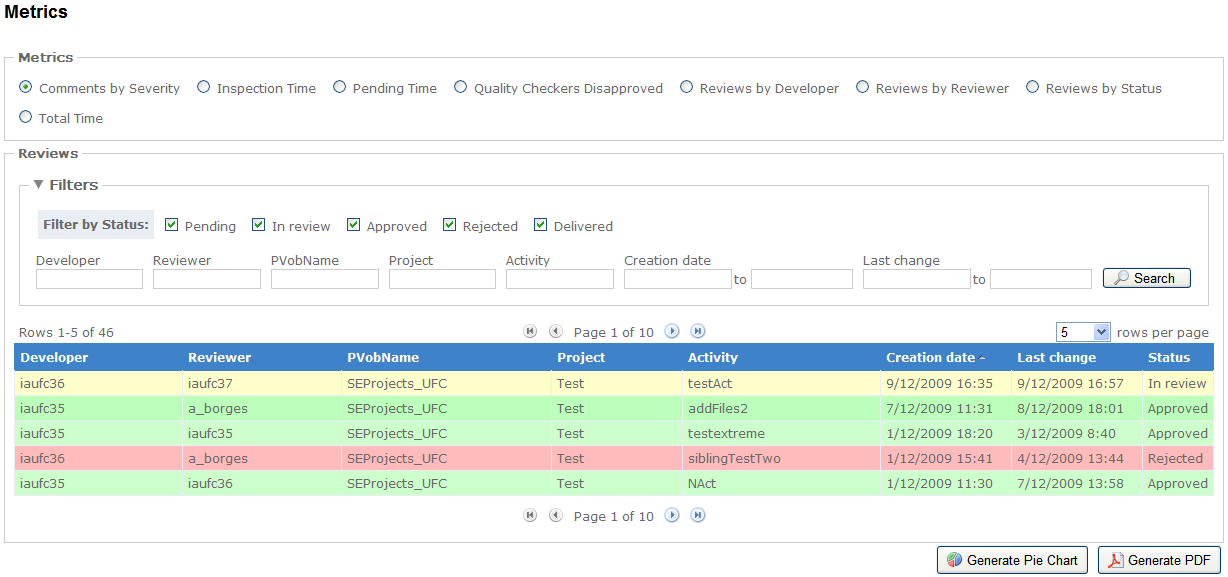 Metrics
Metrics
Comments by Severity Inspection Time Pending Time Quality Checkers Disapproved Reviews by Developer Reviews by Reviewer Reviews by Status
Total Time
Reviews
Filters
Filter by Status: Pending In review Approved Rejected Delivered
Developer Reviewer PVobName Project Activity Creation date Last change
to to Search
Rows 1-5 of 46 Page 1 of 10 5 rows per page
Developer Reviewer PVobName Project Activity Creation date Last change Status
iaufc36 iaufc37 SEProjects_UFC Test testAct 9/12/2009 16:35 9/12/2009 16:57 In review
iaufc35 a_borges SEProjects_UFC Test addFiles2 7/12/2009 11:31 8/12/2009 18:01 Approved
iaufc35 iaufc35 SEProjects_UFC Test testextreme 1/12/2009 18:20 3/12/2009 8:40 Approved
iaufc36 a_borges SEProjects_UFC Test siblingTestTwo 1/12/2009 15:41 4/12/2009 13:44 Rejected
iaufc35 iaufc36 SEProjects_UFC Test NAct 1/12/2009 11:30 7/12/2009 13:58 Approved
Page 1 of 10
Generate Pie Chart Generate PDF